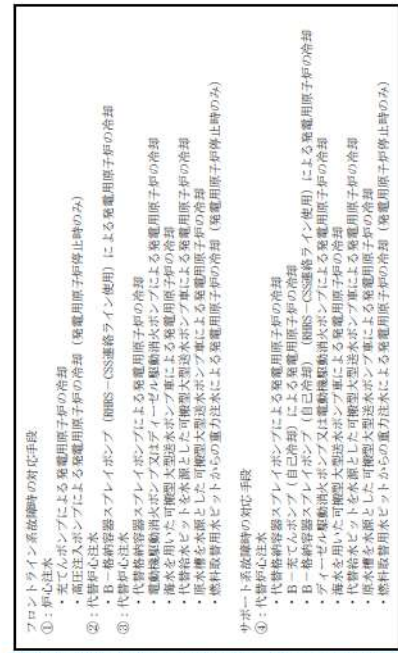 フロントライン系故障時の対応手段
①：炉心注水
・充てんポンプによる発電用原子炉の冷却
・高圧注入ポンプによる発電用原子炉の冷却（発電用原子炉停止時のみ）
②：代替炉心注水
・B－格納容器スプレイポンプ（RHRS－CSS連絡ライン使用）による発電用原子炉の冷却
③：代替炉心注水
・代替格納容器スプレイポンプによる発電用原子炉の冷却
・電動機駆動消火ポンプ又はディーゼル駆動消火ポンプによる発電用原子炉の冷却
・海水を用いた可搬型大型送水ポンプ車による発電用原子炉の冷却
・代替給水ピットを水源とした可搬型大型送水ポンプ車による発電用原子炉の冷却
・原水槽を水源とした可搬型大型送水ポンプ車による発電用原子炉の冷却
・燃料取替用水ピットからの重力注水による発電用原子炉の冷却（発電用原子炉停止時のみ）
サポート系故障時の対応手段
④：代替炉心注水
・代替格納容器スプレイポンプによる発電用原子炉の冷却
・B－充てんポンプ（自己冷却）による発電用原子炉の冷却
・B－格納容器スプレイポンプ（自己冷却）（RHRS－CSS連絡ライン使用）による発電用原子炉の冷却
・ディーゼル駆動消火ポンプ又は電動機駆動消火ポンプによる発電用原子炉の冷却
・海水を用いた可搬型大型送水ポンプ車による発電用原子炉の冷却
・代替給水ピットを水源とした可搬型大型送水ポンプ車による発電用原子炉の冷却
・原水槽を水源とした可搬型大型送水ポンプ車による発電用原子炉の冷却
・燃料取替用水ピットからの重力注水による発電用原子炉の冷却（発電用原子炉停止時のみ）